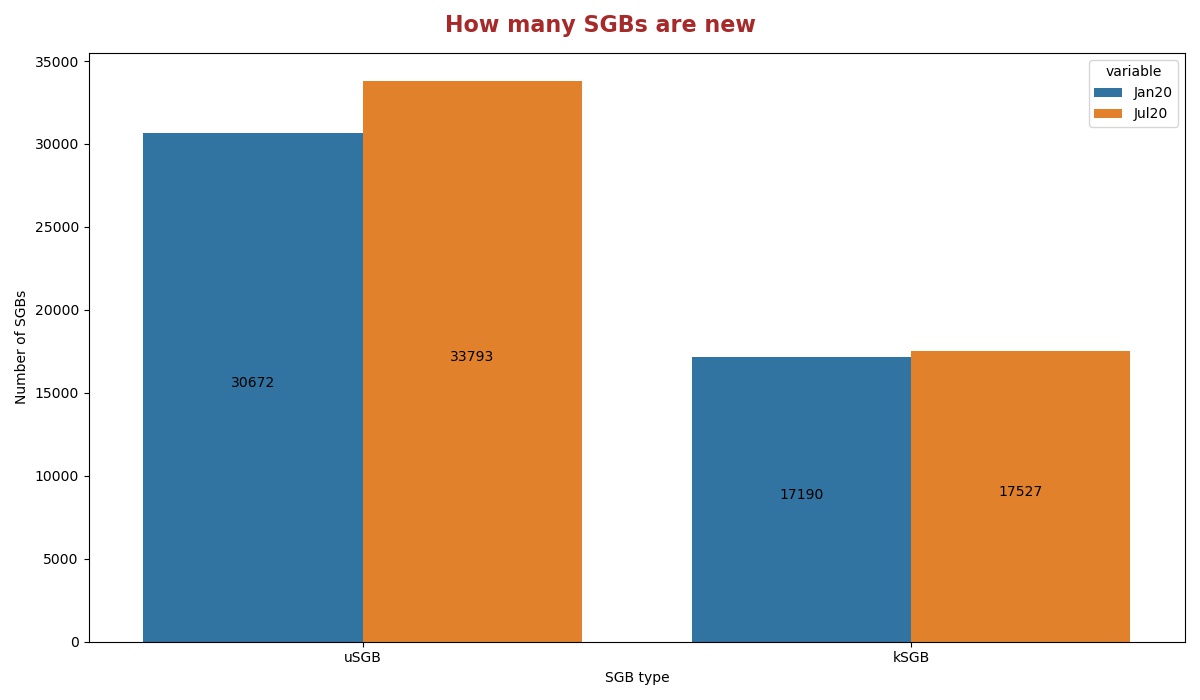 How many SGBs are new
35000
30000
25000
20000
15000
10000
5000
0
Number of SGBs
variable
Jan20
Jul20
30672
33793
17190
17527
uSGB
kSGB
SGB type